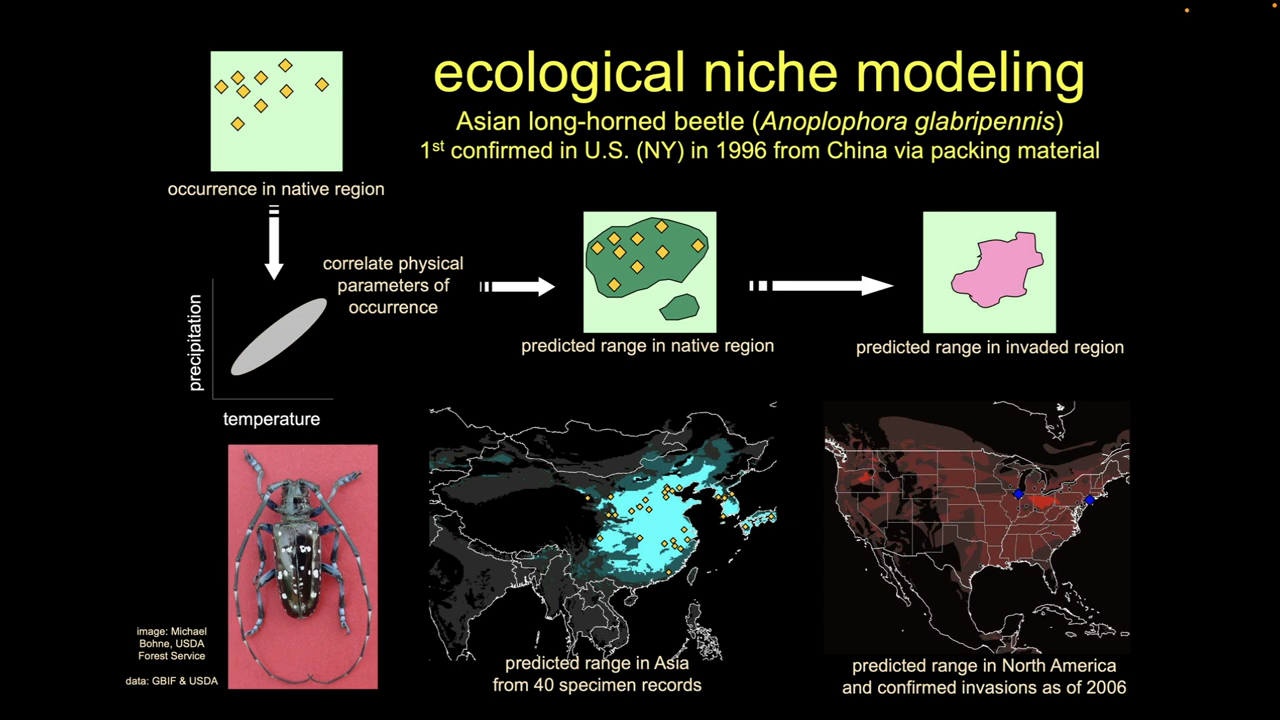 ecological niche modeling
Asian long-horned beetle (Anoplophora glabripennis)
1st confirmed in U.S. (NY) in 1996 from China via packing material
occurrence in native region
correlate physical
parameters of
occurrence
precipitation
temperature
predicted range in native region
predicted range in invaded region
image: Michael
Bohne, USDA
Forest Service
data: GBIF & USDA
predicted range in Asia
from 40 specimen records
predicted range in North America
and confirmed invasions as of 2006